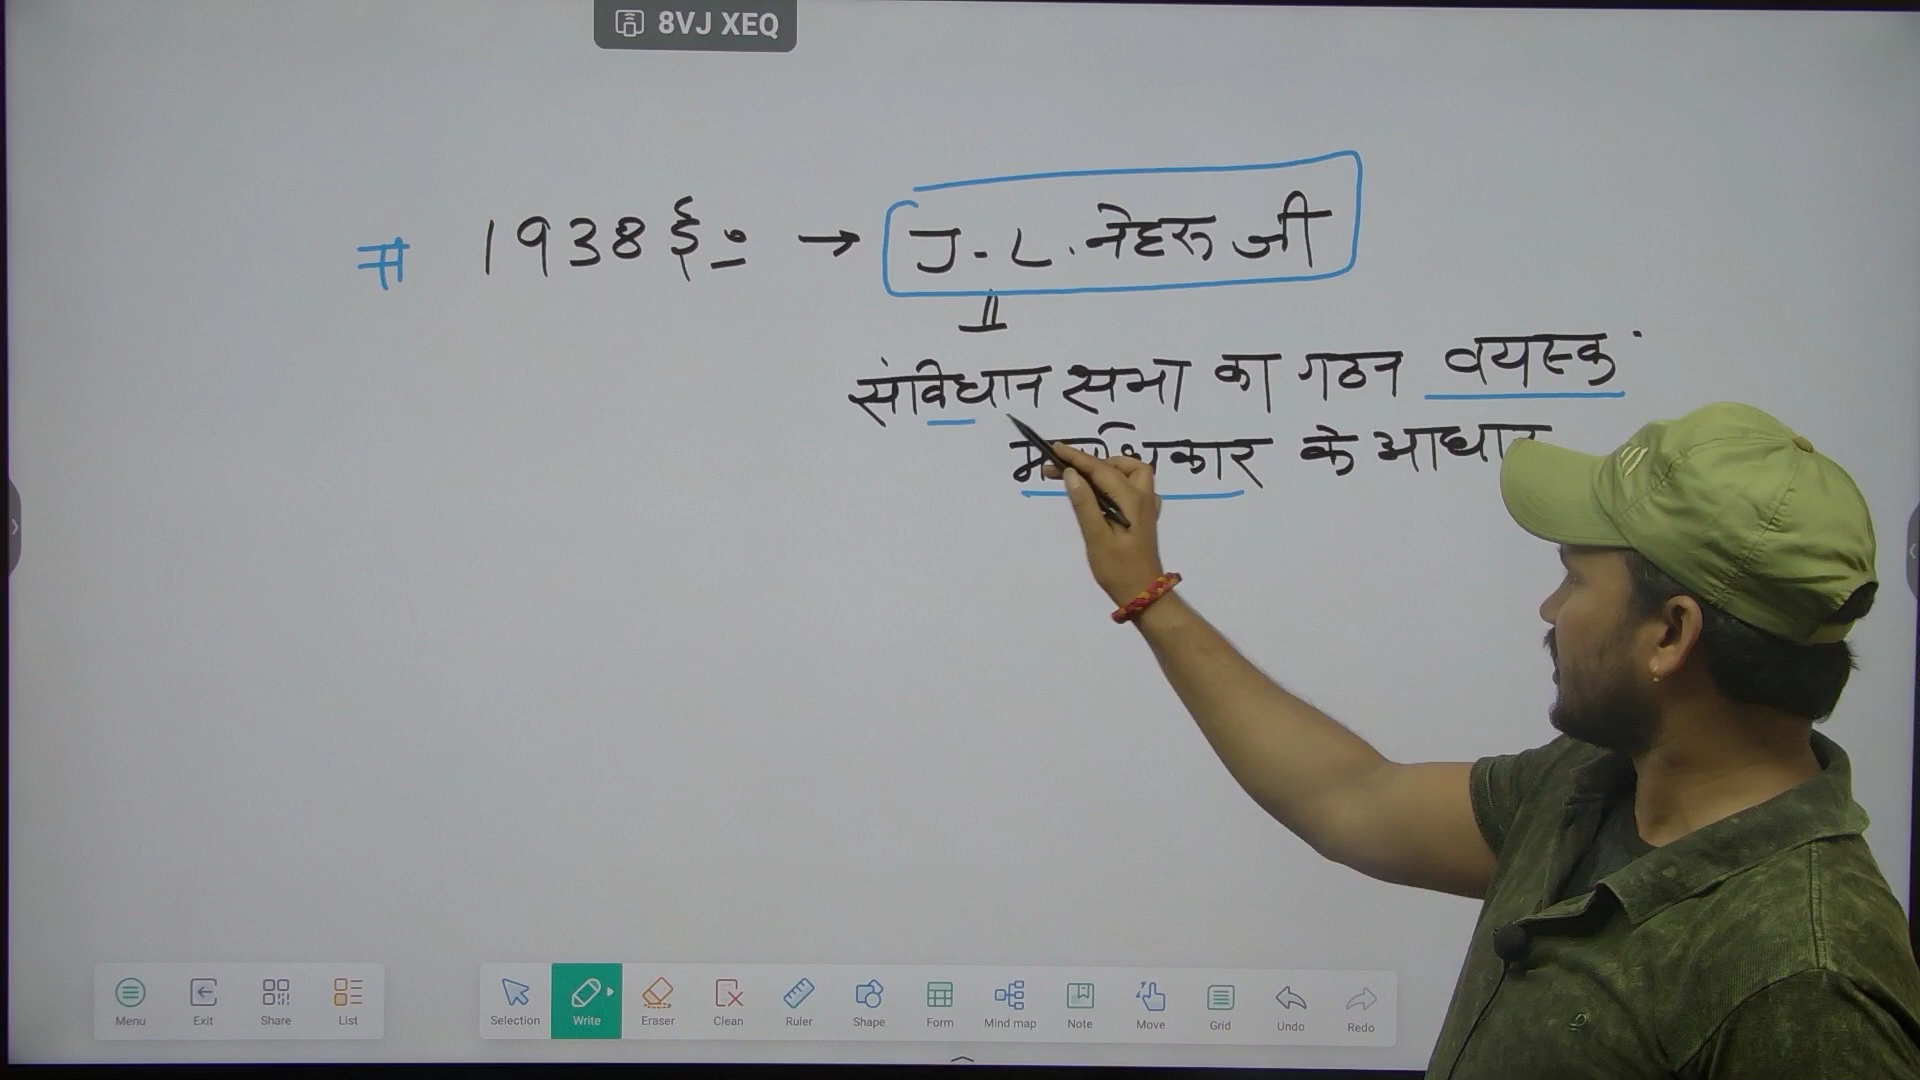 8VJ XEQ
# 1938 ई० → J.L. नेहरू जी
संविधान सभा का गठन वयस्क
के आधार
Menu Exit Share List Selection Write Eraser Clean Ruler Shape Form Mind map Note Move Grid Undo Redo